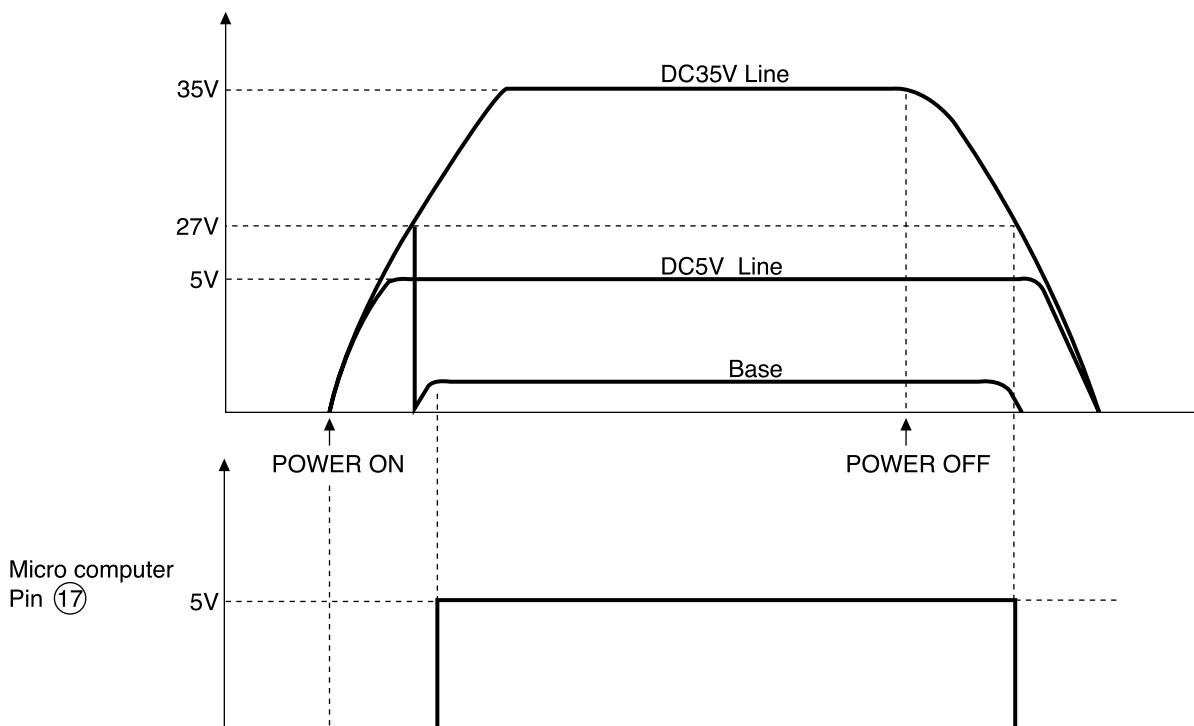 DC35V Line
35V
27V
DC5V Line
5V
Base
POWER ON
POWER OFF
Micro computer
Pin ⑰
5V